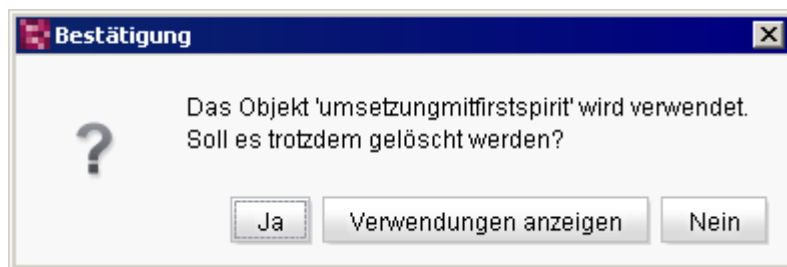 Bestätigung
Das Objekt 'umsetzungmitfirstspirit' wird verwendet.
Soll es trotzdem gelöscht werden?
?
Ja Verwendungen anzeigen Nein